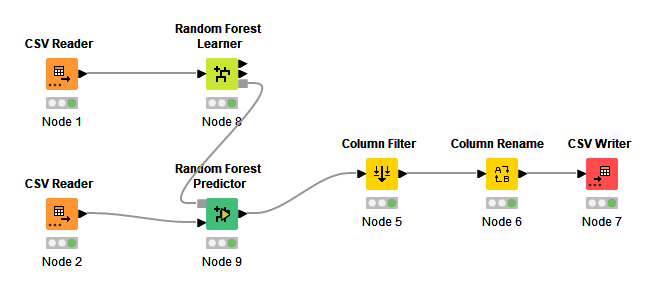 CSV Reader
Node 1
Random Forest
Learner
Node 8
CSV Reader
Node 2
Random Forest
Predictor
Node 9
Column Filter
Node 5
Column Rename
A
B
Node 6
CSV Writer
Node 7